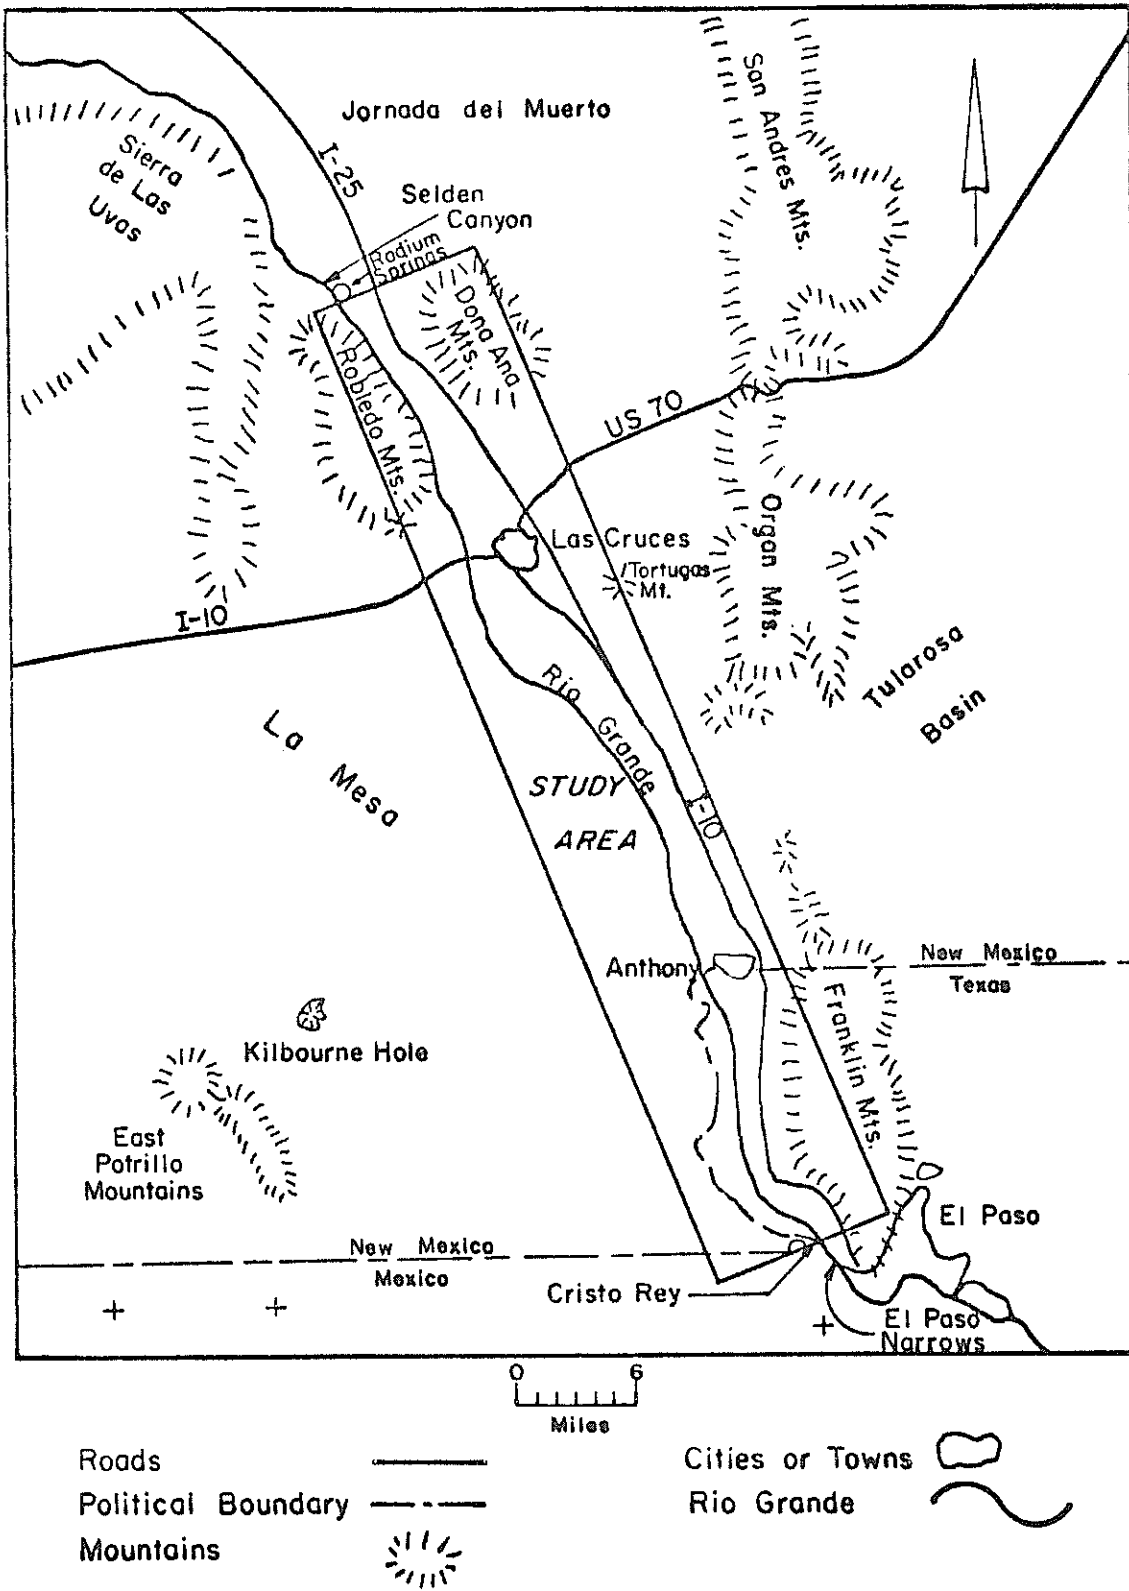 Jornada del Muerto
San Andres Mts.
Sierra
de Las
Uvas
I-25
Selden
Canyon
Radium
Springs
Dona Ana
Mts.
Robledo Mts.
US 70
Las Cruces
Tortugas
Mt.
Organ Mts.
I-10
Tularosa
Basin
Rio Grande
La Mesa
STUDY
AREA
I-10
Anthony
New Mexico
Texas
Franklin Mts.
Kilbourne Hole
East
Potrillo
Mountains
El Paso
New Mexico
Mexico
Cristo Rey
El Paso
Narrows
0 6
Miles
Roads
Political Boundary
Mountains
Cities or Towns
Rio Grande